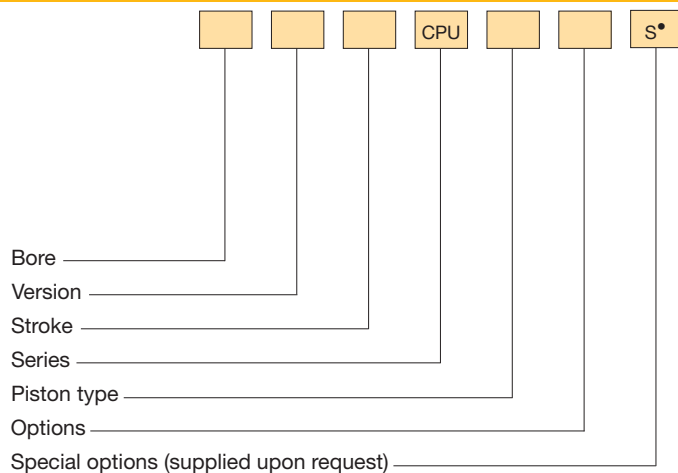 CPU
S•
Bore
Version
Stroke
Series
Piston type
Options
Special options (supplied upon request)